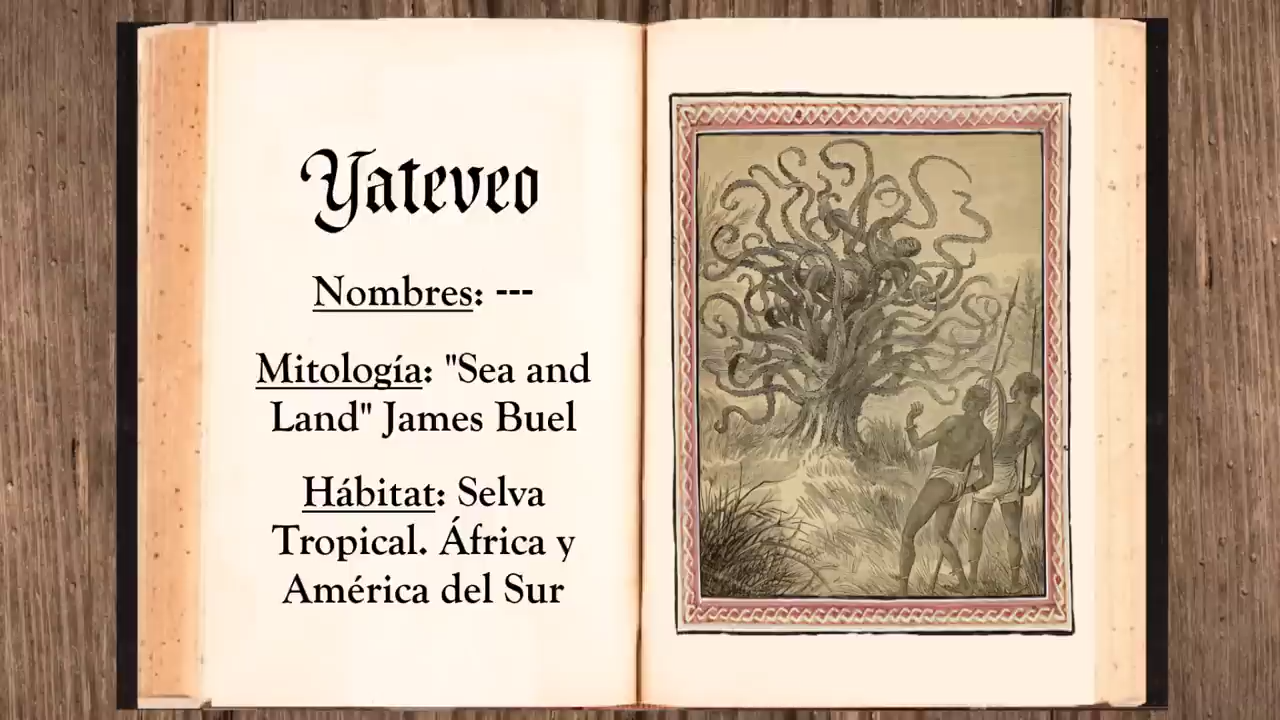 Yateveo
Nombres: ---
Mitología: "Sea and
Land" James Buel
Hábitat: Selva
Tropical. África y
América del Sur